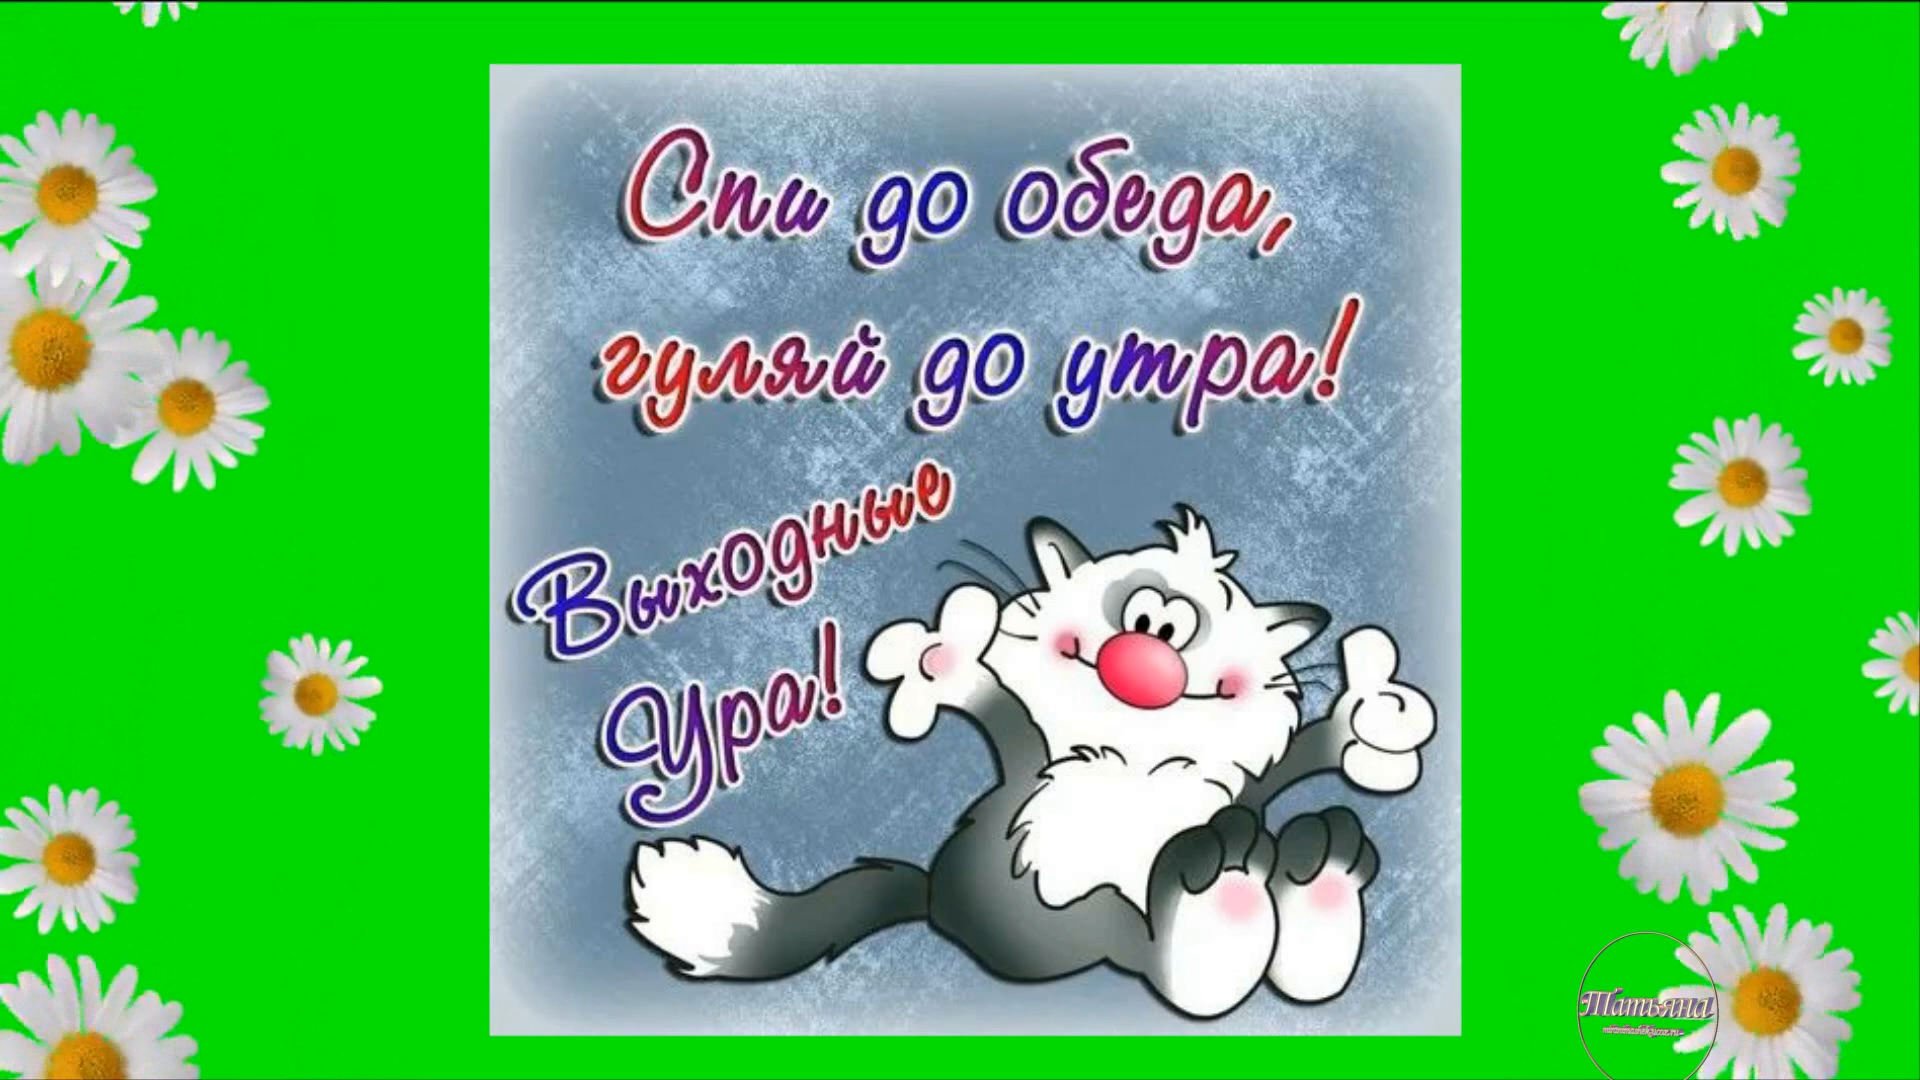 Спи до обеда,
гуляй до утра!
Выходные
Ура!
Татьяна